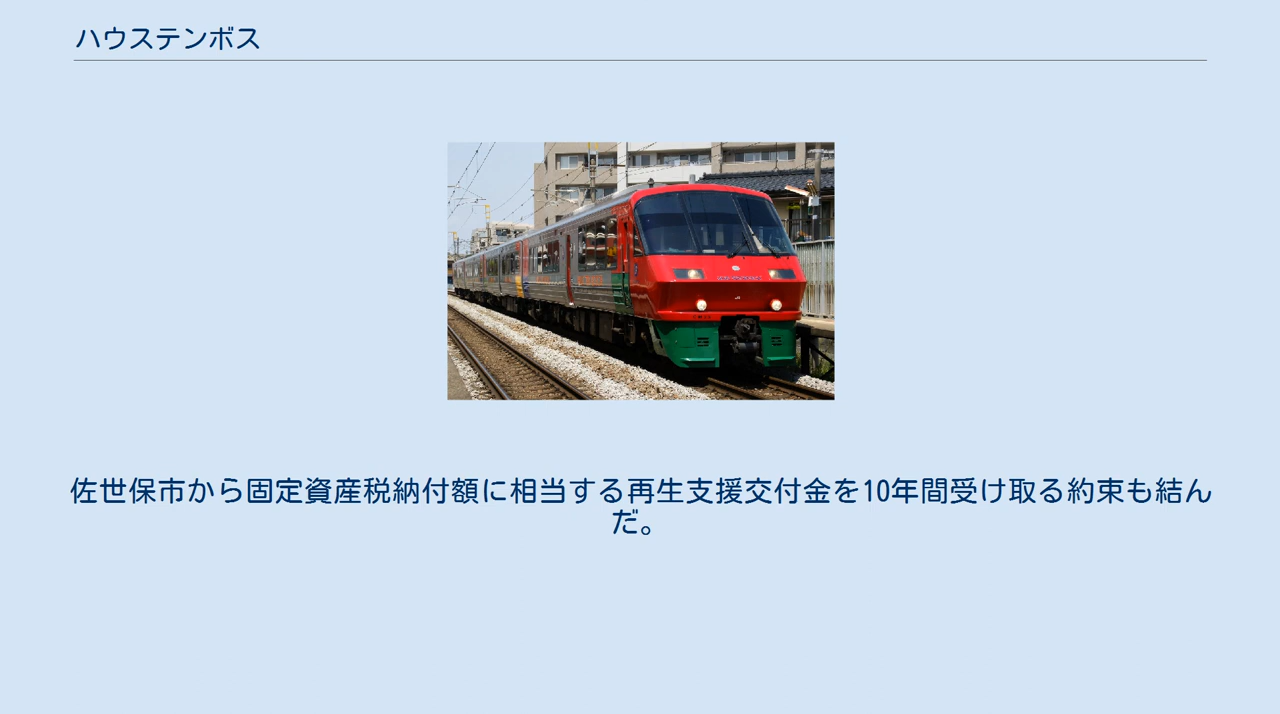 ハウステンボス
佐世保市から固定資産税納付額に相当する再生支援交付金を10年間受け取る約束も結ん
だ。